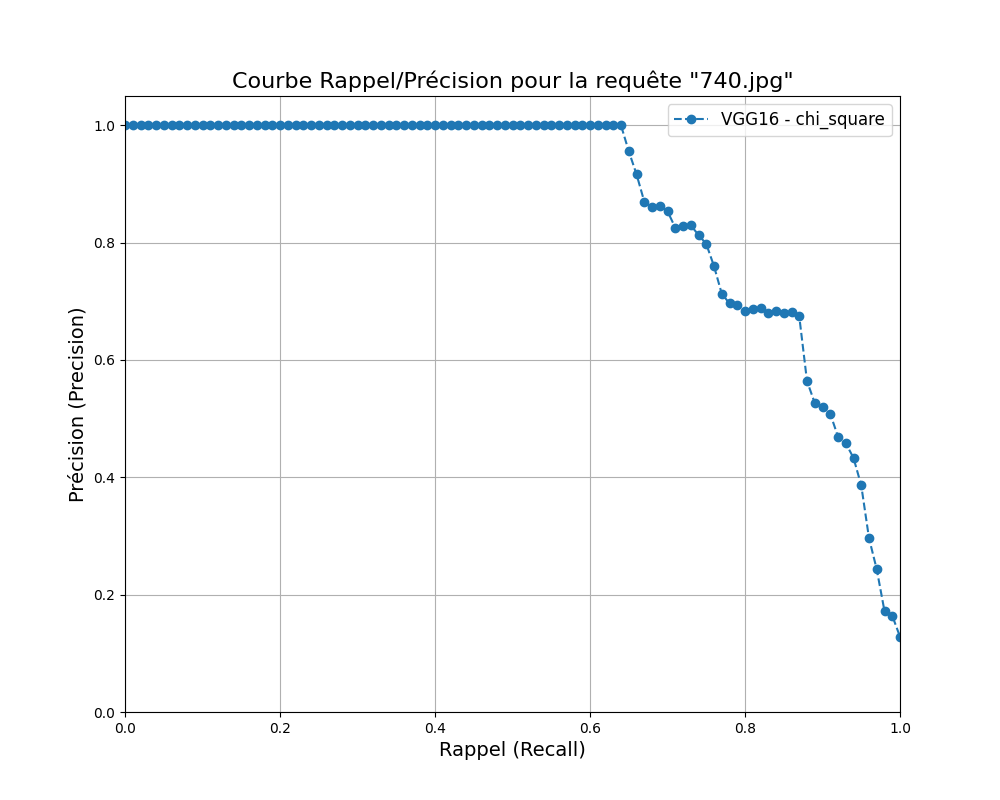 Courbe Rappel/Précision pour la requête "740.jpg"
VGG16 - chi_square
Précision (Precision)
1.0
0.8
0.6
0.4
0.2
0.0
0.0 0.2 0.4 0.6 0.8 1.0
Rappel (Recall)